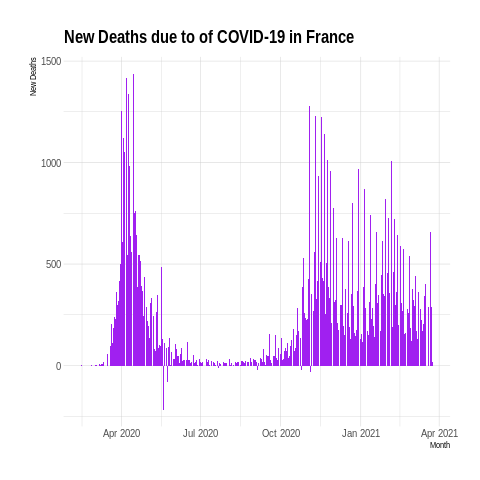 New Deaths due to of COVID-19 in France
New Deaths
1500
1000
500
0
Apr 2020 Jul 2020 Oct 2020 Jan 2021 Apr 2021
Month